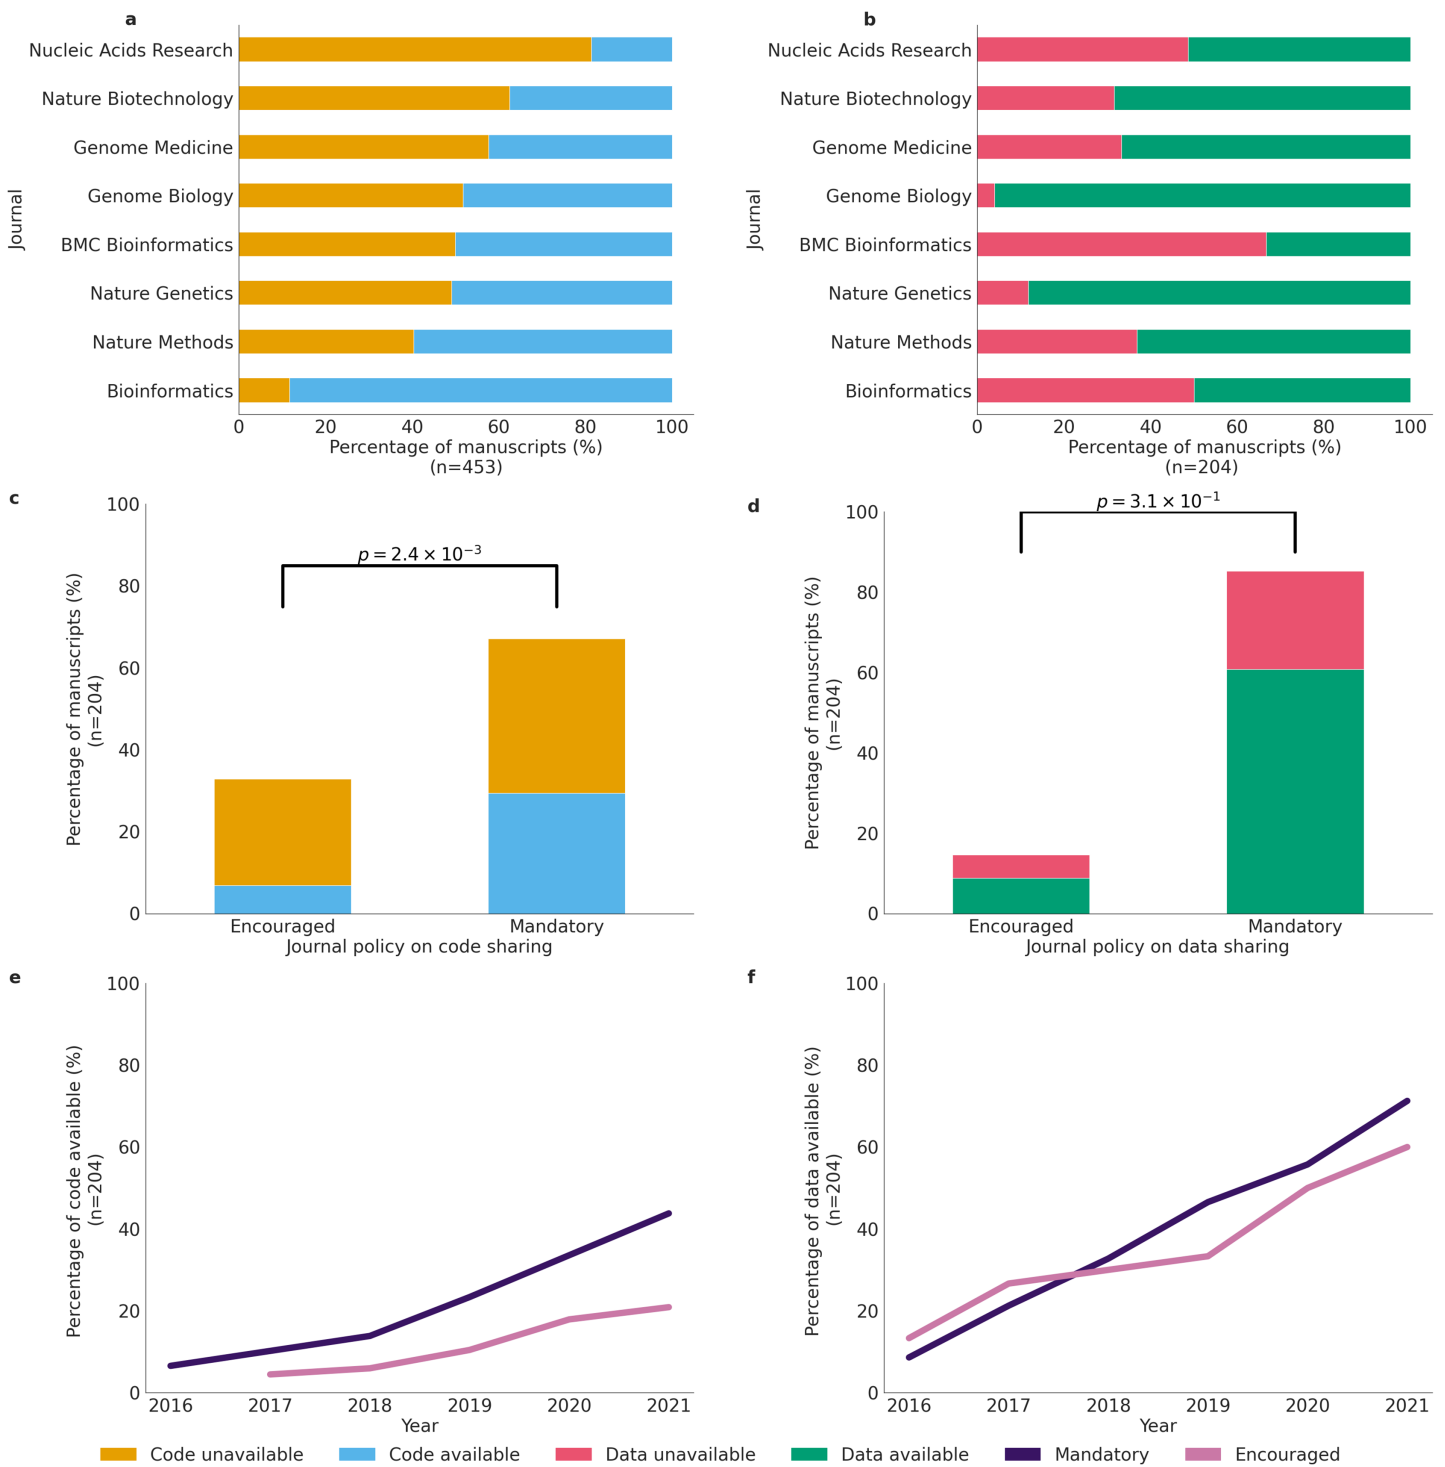 a
Nucleic Acids Research
Nature Biotechnology
Genome Medicine
Genome Biology
BMC Bioinformatics
Nature Genetics
Nature Methods
Bioinformatics
Journal
0 20 40 60 80 100
Percentage of manuscripts (%)
(n=453)
b
Nucleic Acids Research
Nature Biotechnology
Genome Medicine
Genome Biology
BMC Bioinformatics
Nature Genetics
Nature Methods
Bioinformatics
Journal
0 20 40 60 80 100
Percentage of manuscripts (%)
(n=204)
c
100
80
60
40
20
0
Percentage of manuscripts (%)
(n=204)
p = 2.4 × 10⁻³
Encouraged Mandatory
Journal policy on code sharing
d
100
80
60
40
20
0
Percentage of manuscripts (%)
(n=204)
p = 3.1 × 10⁻¹
Encouraged Mandatory
Journal policy on data sharing
e
100
80
60
40
20
0
Percentage of code available (%)
(n=204)
2016 2017 2018 2019 2020 2021
Year
f
100
80
60
40
20
0
Percentage of data available (%)
(n=204)
2016 2017 2018 2019 2020 2021
Year
Code unavailable Code available Data unavailable Data available Mandatory Encouraged